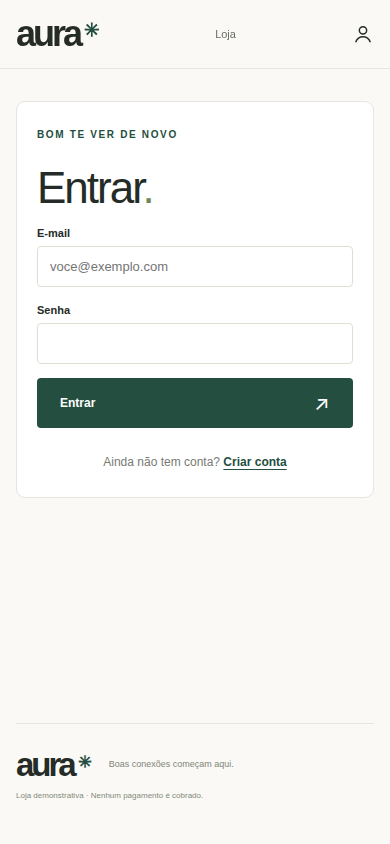 aura
Loja
BOM TE VER DE NOVO
Entrar.
E-mail
voce@exemplo.com
Senha
Entrar
Ainda não tem conta? Criar conta
aura
Boas conexões começam aqui.
Loja demonstrativa · Nenhum pagamento é cobrado.